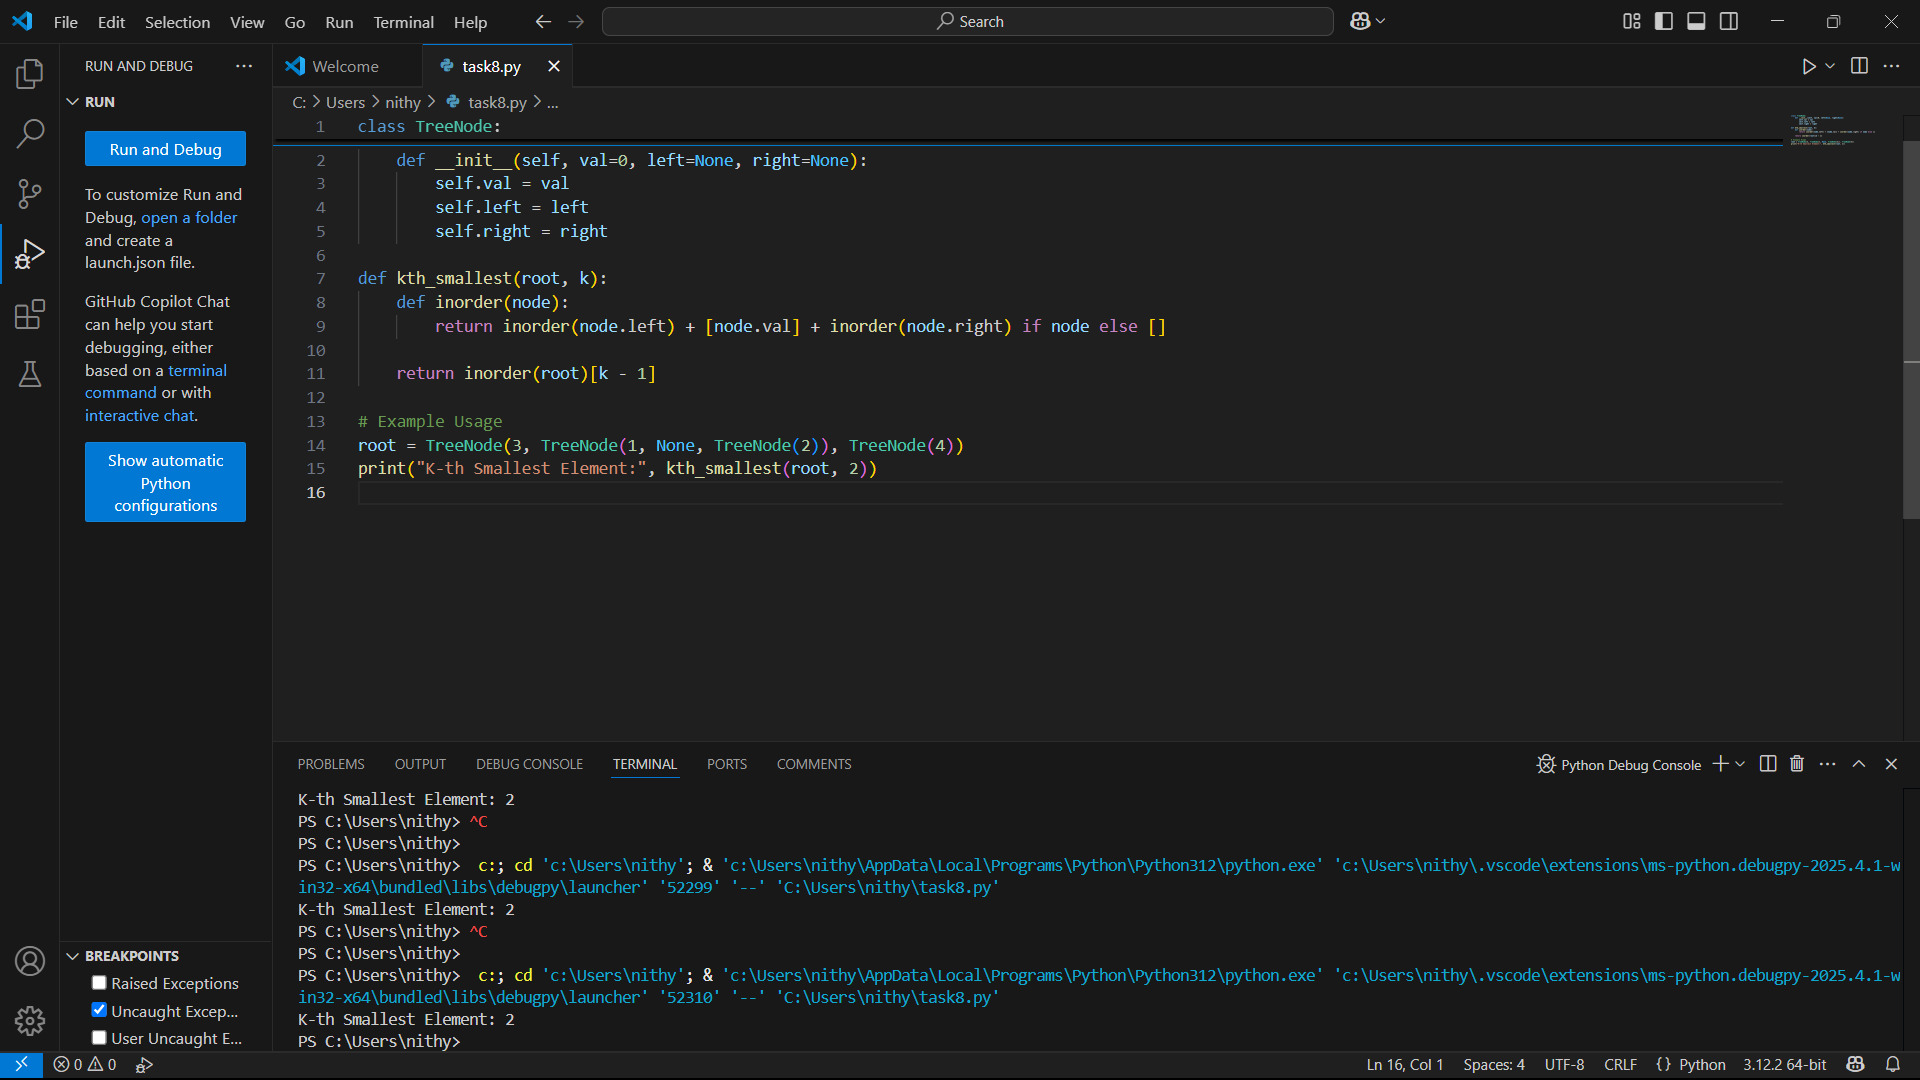 File Edit Selection View Go Run Terminal Help
Search
RUN AND DEBUG
RUN
Run and Debug
To customize Run and
Debug, open a folder
and create a
launch.json file.
GitHub Copilot Chat
can help you start
debugging, either
based on a terminal
command or with
interactive chat.
Show automatic
Python
configurations
BREAKPOINTS
Raised Exceptions
Uncaught Excep...
User Uncaught E...
Welcome task8.py
C: > Users > nithy > task8.py > ...
1 class TreeNode:
2     def __init__(self, val=0, left=None, right=None):
3         self.val = val
4         self.left = left
5         self.right = right
6
7 def kth_smallest(root, k):
8     def inorder(node):
9         return inorder(node.left) + [node.val] + inorder(node.right) if node else []
10
11     return inorder(root)[k - 1]
12
13 # Example Usage
14 root = TreeNode(3, TreeNode(1, None, TreeNode(2)), TreeNode(4))
15 print("K-th Smallest Element:", kth_smallest(root, 2))
16
PROBLEMS OUTPUT DEBUG CONSOLE TERMINAL PORTS COMMENTS
Python Debug Console
K-th Smallest Element: 2
PS C:\Users\nithy> ^C
PS C:\Users\nithy>
PS C:\Users\nithy>  c:; cd 'c:\Users\nithy'; & 'c:\Users\nithy\AppData\Local\Programs\Python\Python312\python.exe' 'c:\Users\nithy\.vscode\extensions\ms-python.debugpy-2025.4.1-w
in32-x64\bundled\libs\debugpy\launcher' '52299' '--' 'C:\Users\nithy\task8.py'
K-th Smallest Element: 2
PS C:\Users\nithy> ^C
PS C:\Users\nithy>
PS C:\Users\nithy>  c:; cd 'c:\Users\nithy'; & 'c:\Users\nithy\AppData\Local\Programs\Python\Python312\python.exe' 'c:\Users\nithy\.vscode\extensions\ms-python.debugpy-2025.4.1-w
in32-x64\bundled\libs\debugpy\launcher' '52310' '--' 'C:\Users\nithy\task8.py'
K-th Smallest Element: 2
PS C:\Users\nithy>
0 0
Ln 16, Col 1 Spaces: 4 UTF-8 CRLF {} Python 3.12.2 64-bit